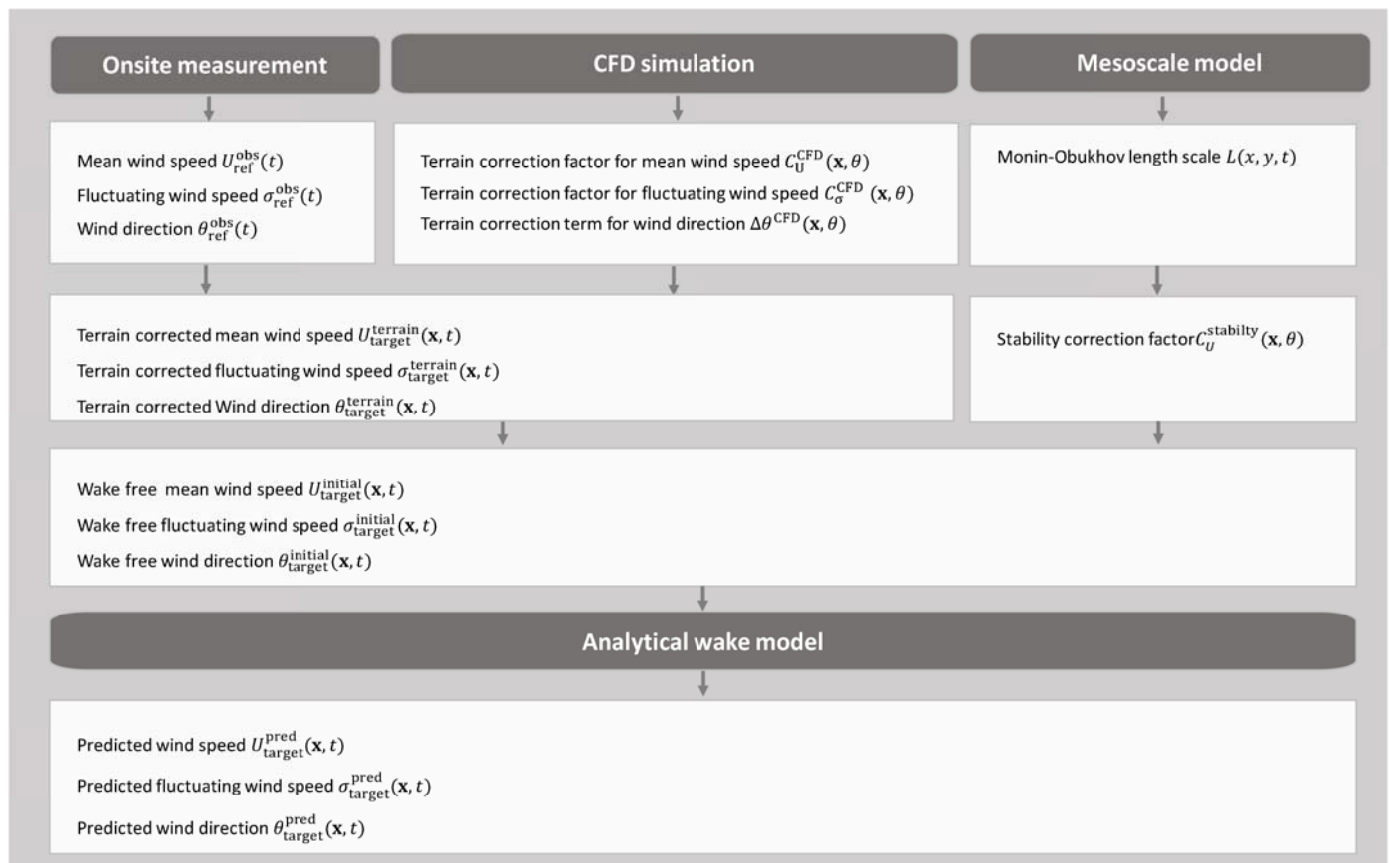 Onsite measurement
CFD simulation
Mesoscale model
Mean wind speed U_ref^obs(t)
Fluctuating wind speed σ_ref^obs(t)
Wind direction θ_ref^obs(t)
Terrain correction factor for mean wind speed C_U^CFD(x, θ)
Terrain correction factor for fluctuating wind speed C_σ^CFD (x, θ)
Terrain correction term for wind direction Δθ^CFD(x, θ)
Monin-Obukhov length scale L(x, y, t)
Terrain corrected mean wind speed U_target^terrain(x, t)
Terrain corrected fluctuating wind speed σ_target^terrain(x, t)
Terrain corrected Wind direction θ_target^terrain(x, t)
Stability correction factorC_U^stabilty(x, θ)
Wake free mean wind speed U_target^initial(x, t)
Wake free fluctuating wind speed σ_target^initial(x, t)
Wake free wind direction θ_target^initial(x, t)
Analytical wake model
Predicted wind speed U_target^pred(x, t)
Predicted fluctuating wind speed σ_target^pred(x, t)
Predicted wind direction θ_target^pred(x, t)